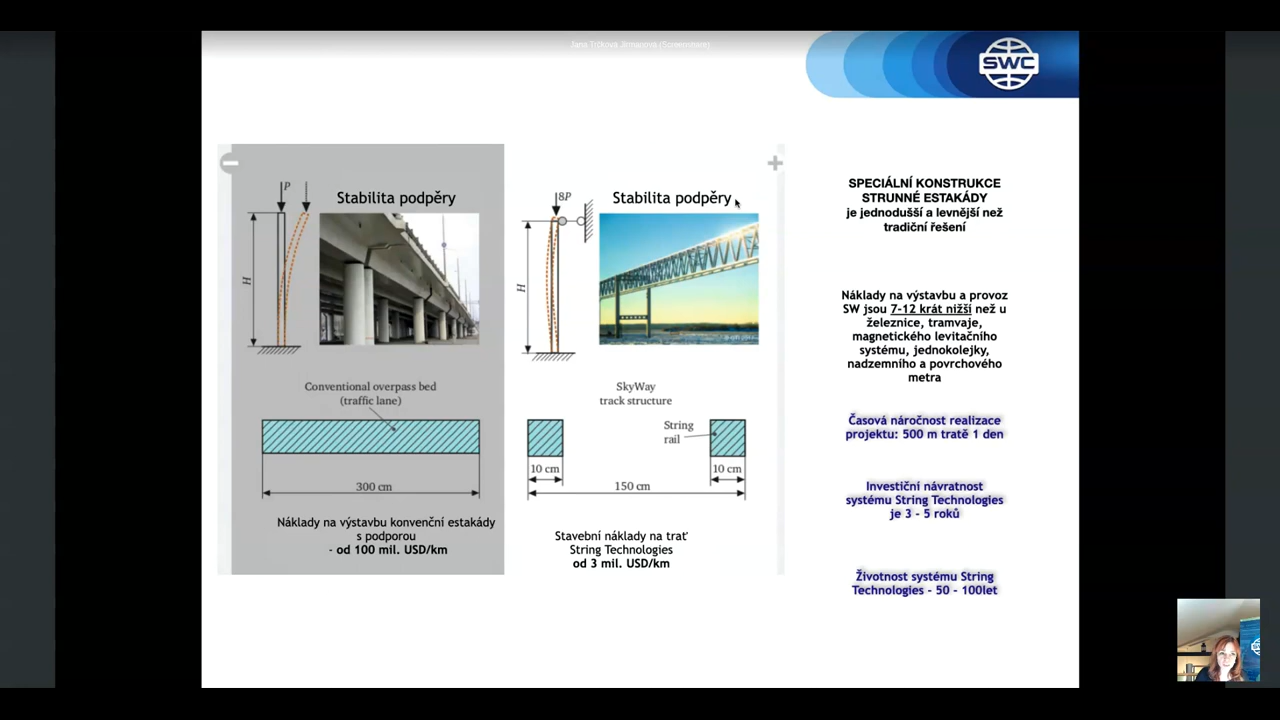 Jana Tičkova Jirmanova (Screenshare)
SWC
P
Stabilita podpěry
H
Conventional overpass bed
(traffic lane)
300 cm
Náklady na výstavbu konvenční estakády
s podporou
- od 100 mil. USD/km
8P
Stabilita podpěry
H
SkyWay
track structure
String
rail
10 cm
10 cm
150 cm
Stavební náklady na trať
String Technologies
od 3 mil. USD/km
SPECIÁLNÍ KONSTRUKCE
STRUNNÉ ESTAKÁDY
je jednodušší a levnější než
tradiční řešení
Náklady na výstavbu a provoz
SW jsou 7-12 krát nižší než u
železnice, tramvaje,
magnetického levitačního
systému, jednokolejky,
nadzemního a povrchového
metra
Časová náročnost realizace
projektu: 500 m tratě 1 den
Investiční návratnost
systému String Technologies
je 3 - 5 roků
Životnost systému String
Technologies - 50 - 100let